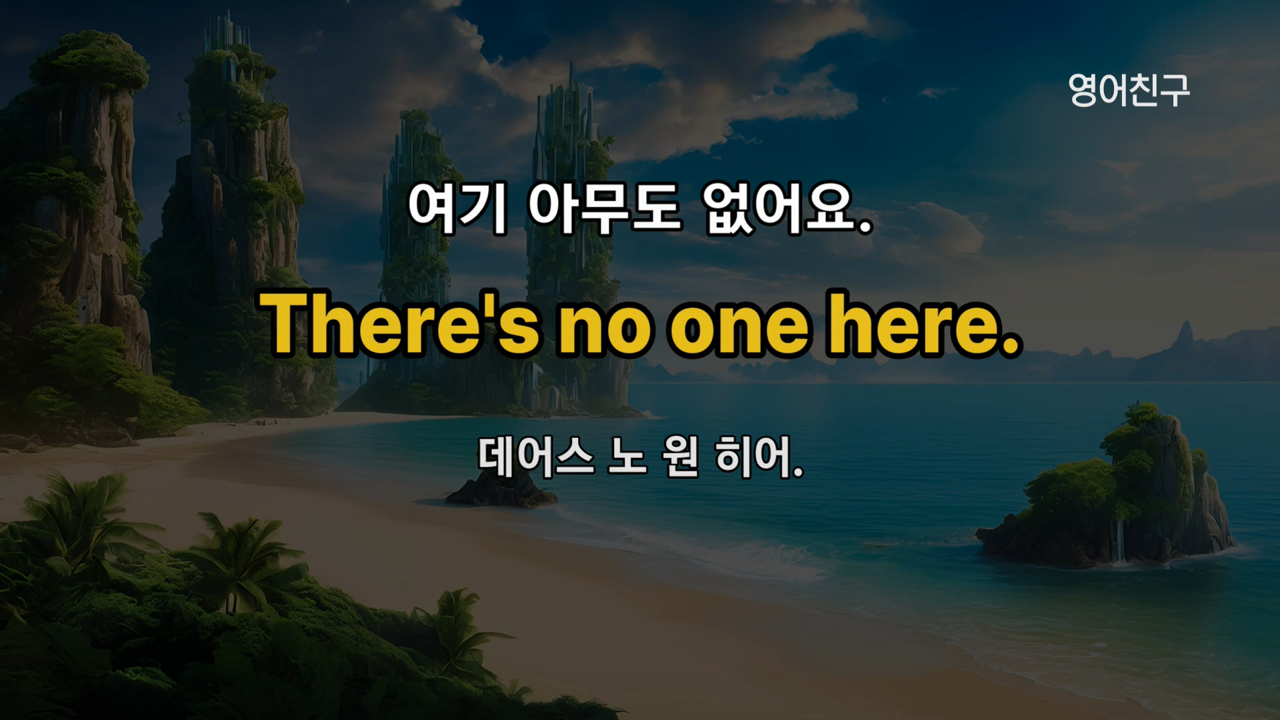 영어친구
여기 아무도 없어요.
There's no one here.
데어스 노 원 히어.